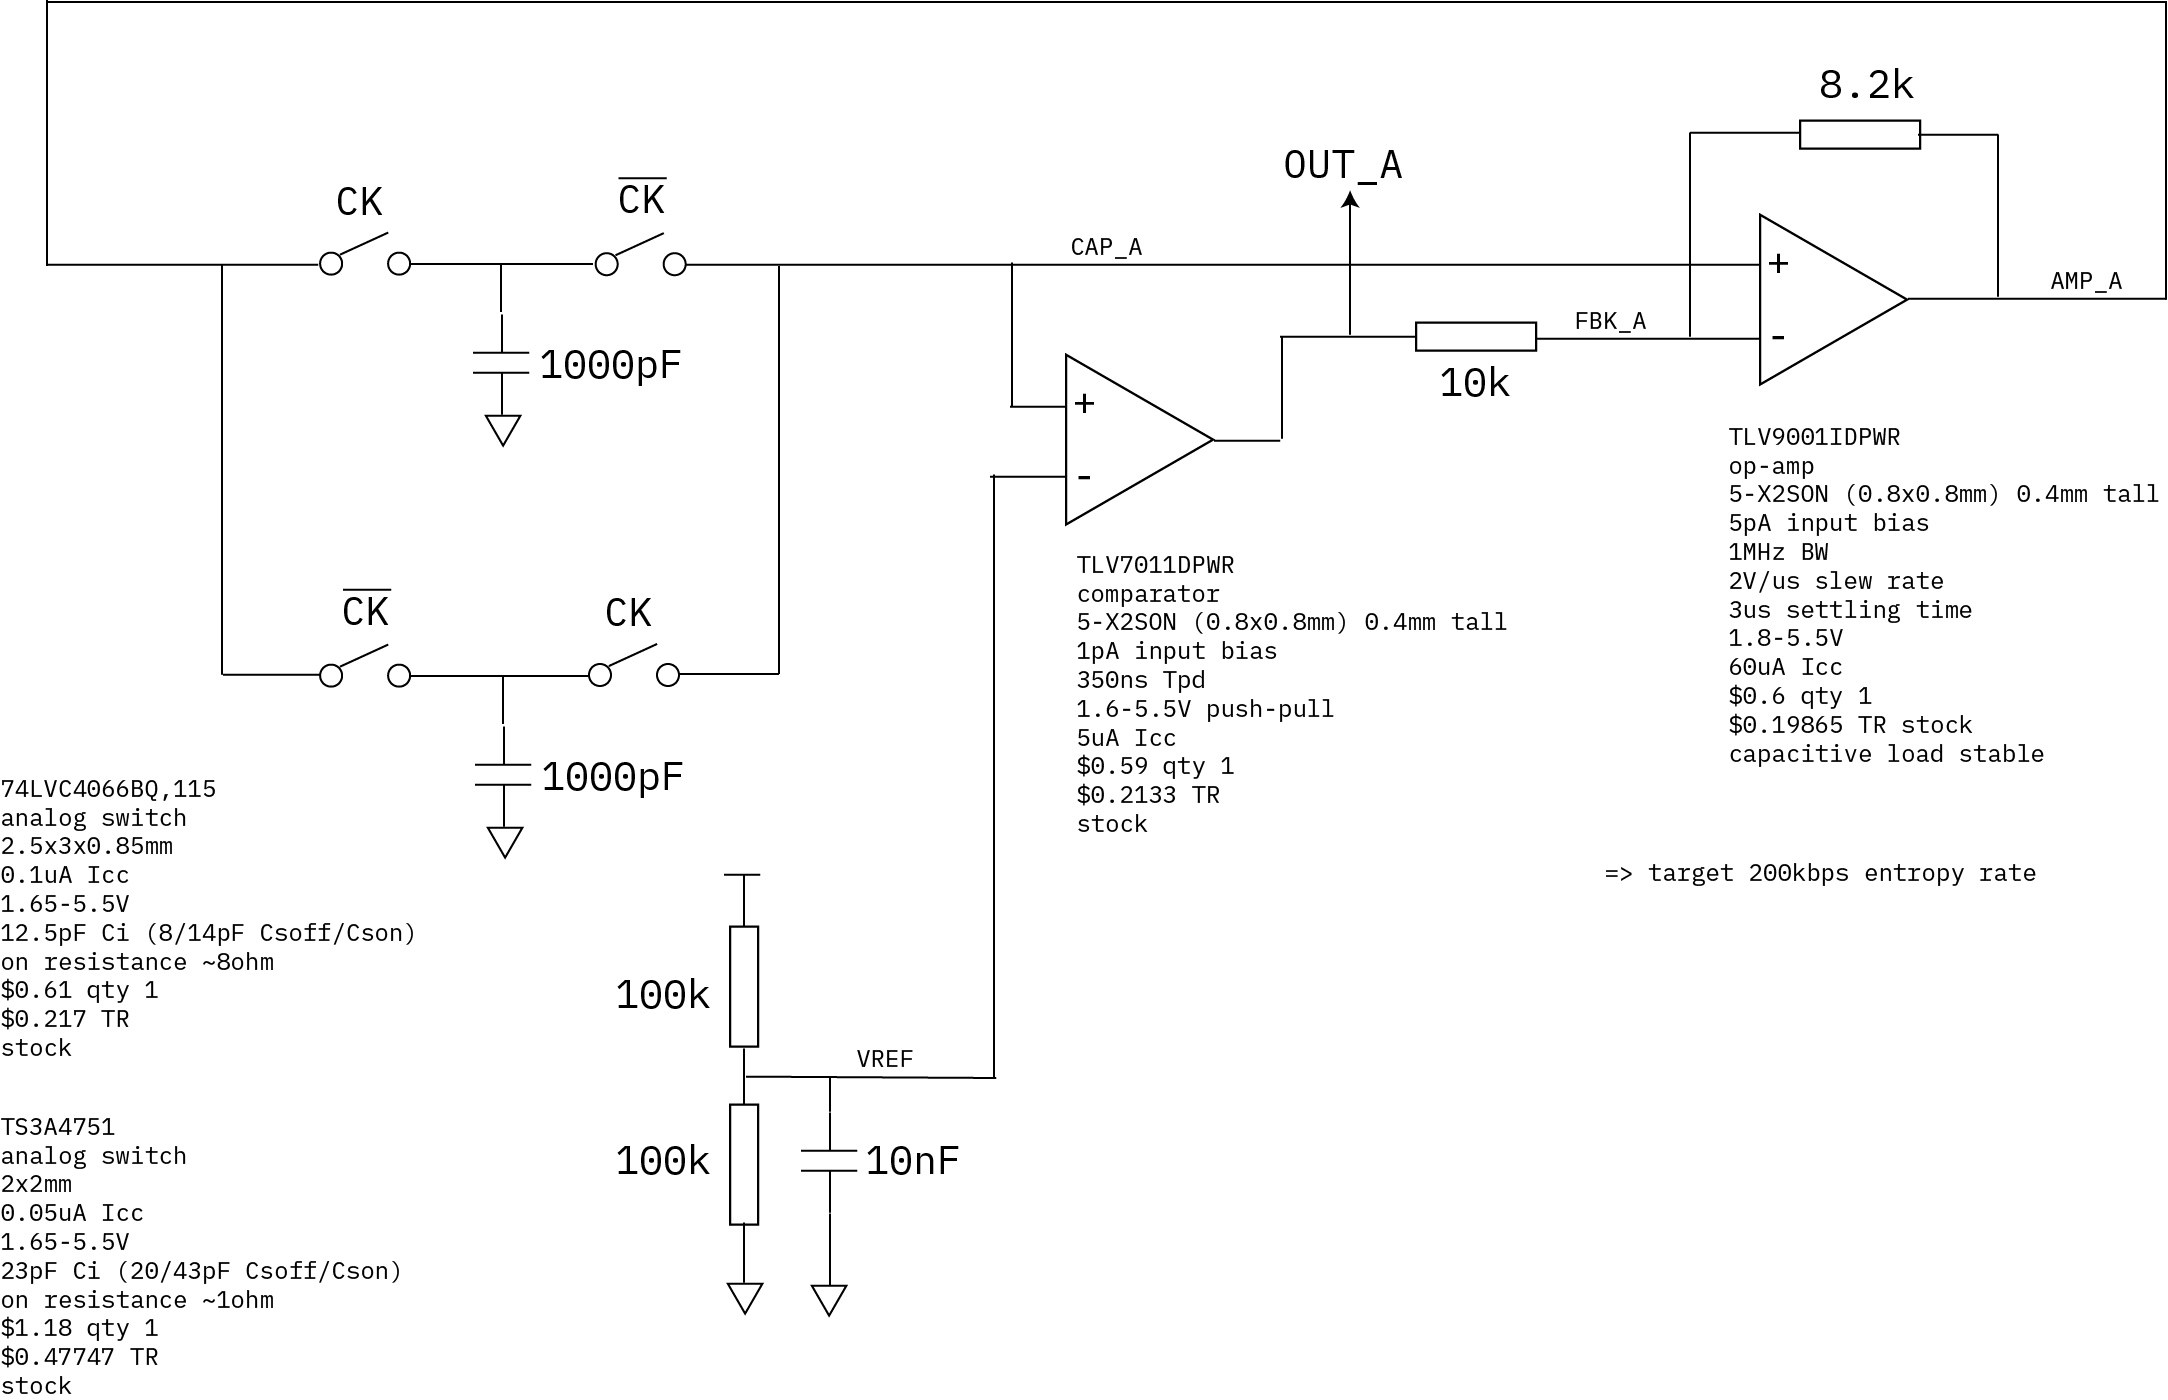 8.2k
OUT_A
CK
C̅K̅
CAP_A
+
AMP_A
FBK_A
-
1000pF
10k
+
-
TLV9001IDPWR
op-amp
5-X2SON (0.8x0.8mm) 0.4mm tall
5pA input bias
1MHz BW
2V/us slew rate
3us settling time
1.8-5.5V
60uA Icc
$0.6 qty 1
$0.19865 TR stock
capacitive load stable
TLV7011DPWR
comparator
5-X2SON (0.8x0.8mm) 0.4mm tall
1pA input bias
350ns Tpd
1.6-5.5V push-pull
5uA Icc
$0.59 qty 1
$0.2133 TR
stock
C̅K̅
CK
1000pF
74LVC4066BQ,115
analog switch
2.5x3x0.85mm
0.1uA Icc
1.65-5.5V
12.5pF Ci (8/14pF Csoff/Cson)
on resistance ~8ohm
$0.61 qty 1
$0.217 TR
stock
=> target 200kbps entropy rate
100k
VREF
100k
10nF
TS3A4751
analog switch
2x2mm
0.05uA Icc
1.65-5.5V
23pF Ci (20/43pF Csoff/Cson)
on resistance ~1ohm
$1.18 qty 1
$0.47747 TR
stock